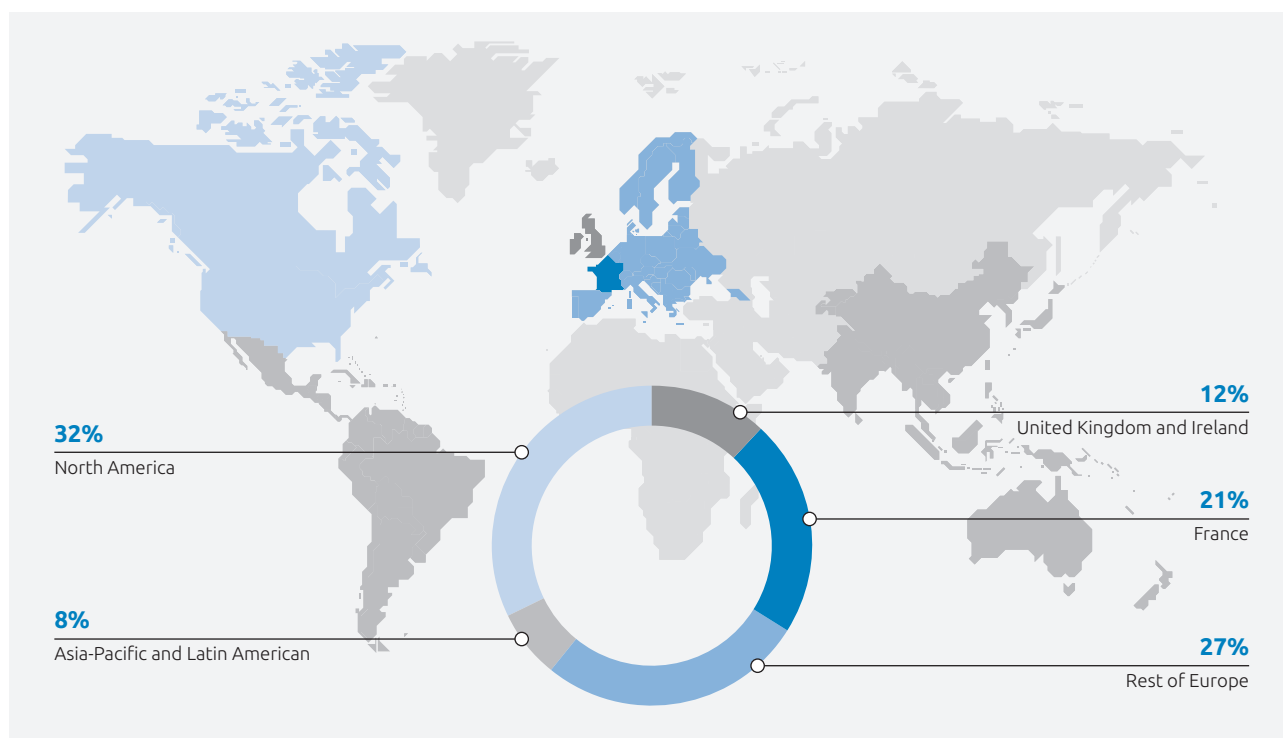 32%
North America
8%
Asia-Pacific and Latin American
12%
United Kingdom and Ireland
21%
France
27%
Rest of Europe